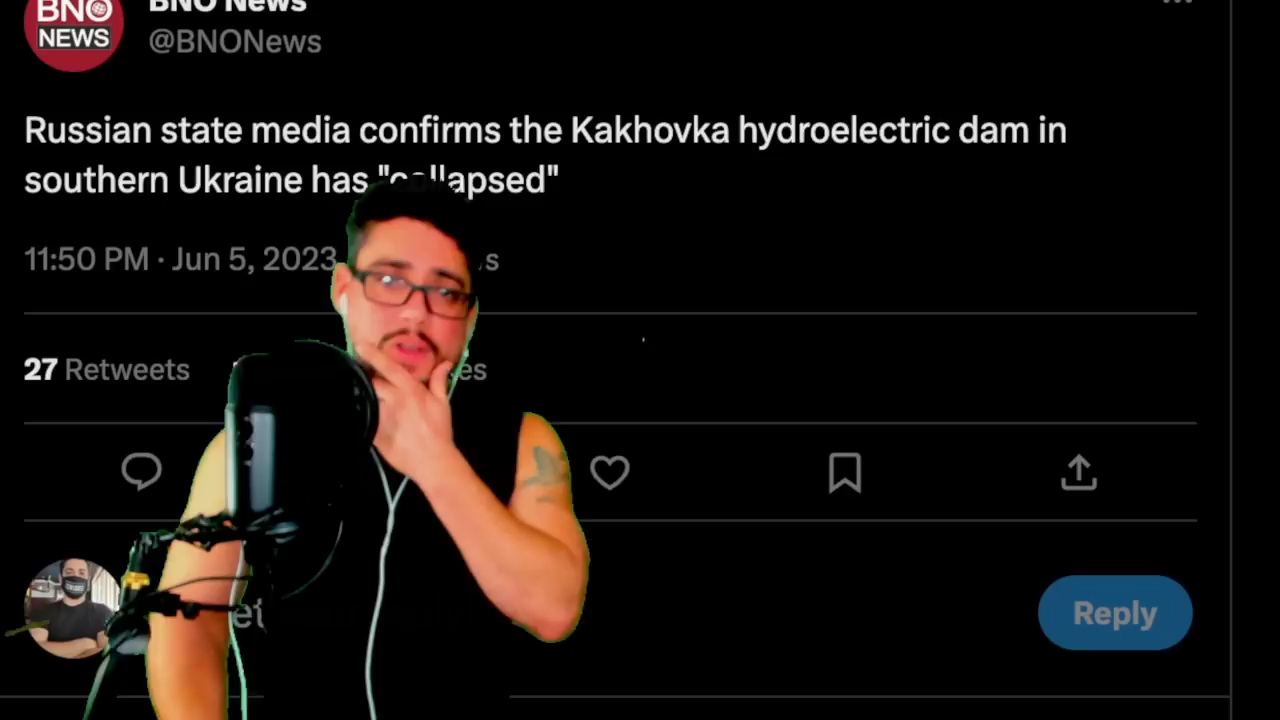 BNO News
BNO
NEWS
@BNONews
Russian state media confirms the Kakhovka hydroelectric dam in
southern Ukraine has "collapsed"
11:50 PM · Jun 5, 2023
27 Retweets
Reply